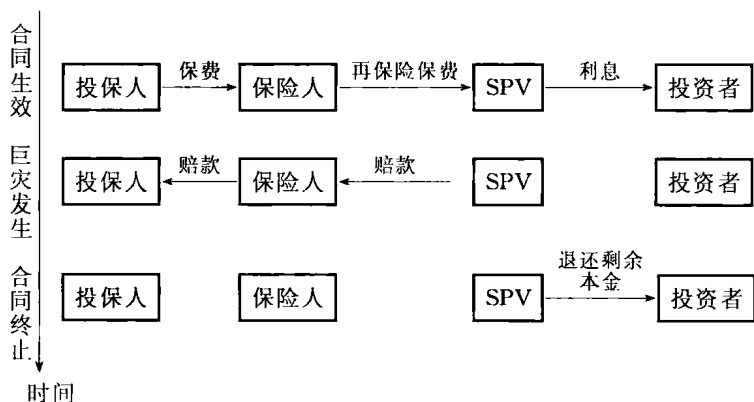 合同生效
巨灾发生
合同终止
时间
保费
再保险保费
利息
投保人
保险人
SPV
投资者
赔款
赔款
投保人
保险人
SPV
投资者
退还剩余
本金
投保人
保险人
SPV
投资者